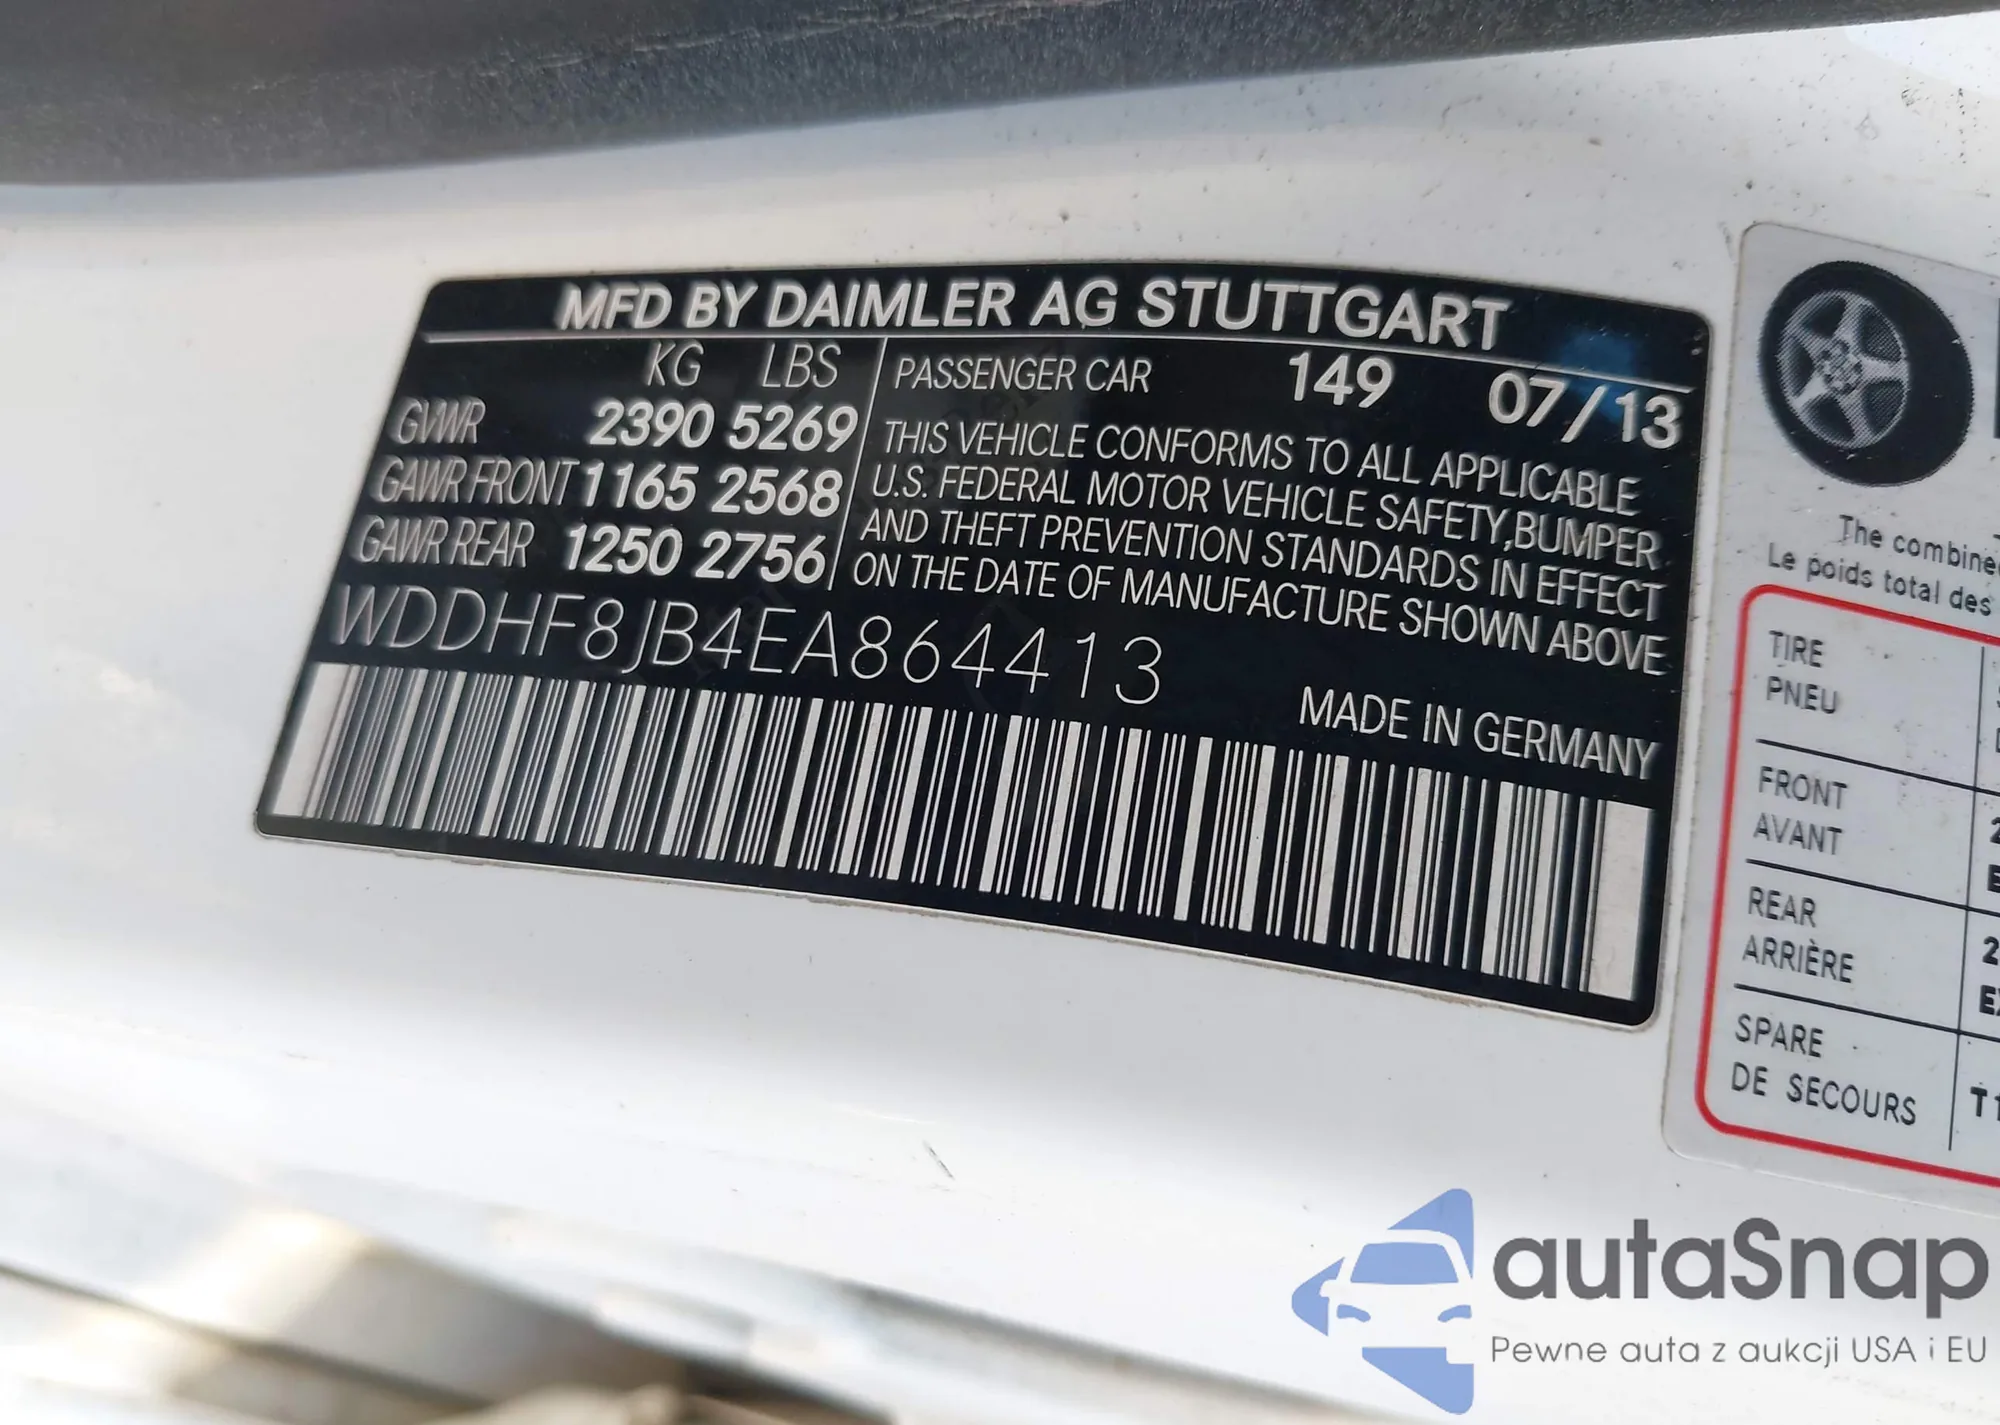 MFD BY DAIMLER AG STUTTGART
KG LBS
GVWR 2390 5269
GAWR FRONT 1165 2568
GAWR REAR 1250 2756
PASSENGER CAR 149 07/13
THIS VEHICLE CONFORMS TO ALL APPLICABLE
U.S. FEDERAL MOTOR VEHICLE SAFETY,BUMPER
AND THEFT PREVENTION STANDARDS IN EFFECT
ON THE DATE OF MANUFACTURE SHOWN ABOVE
WDDHF8JB4EA864413
MADE IN GERMANY
The combine
Le poids total des
TIRE
PNEU
FRONT
AVANT
REAR
ARRIÈRE
SPARE
DE SECOURS
autaSnap
Pewne auta z aukcji USA i EU